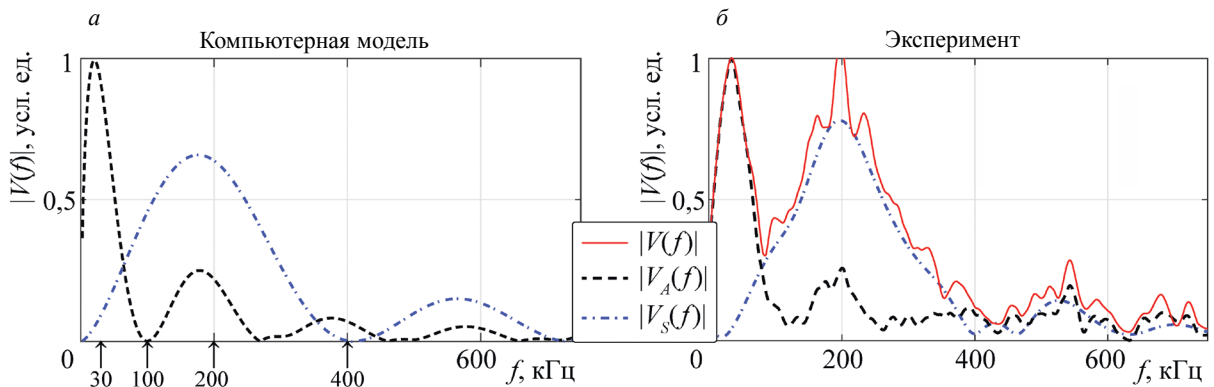 а
Компьютерная модель
|V(f)|, усл. ед.
1
0,5
0
30
100
200
400
600
f, кГц
б
Эксперимент
|V(f)|, усл. ед.
1
0,5
0
200
400
600
f, кГц
|V(f)|
|V_A(f)|
|V_S(f)|